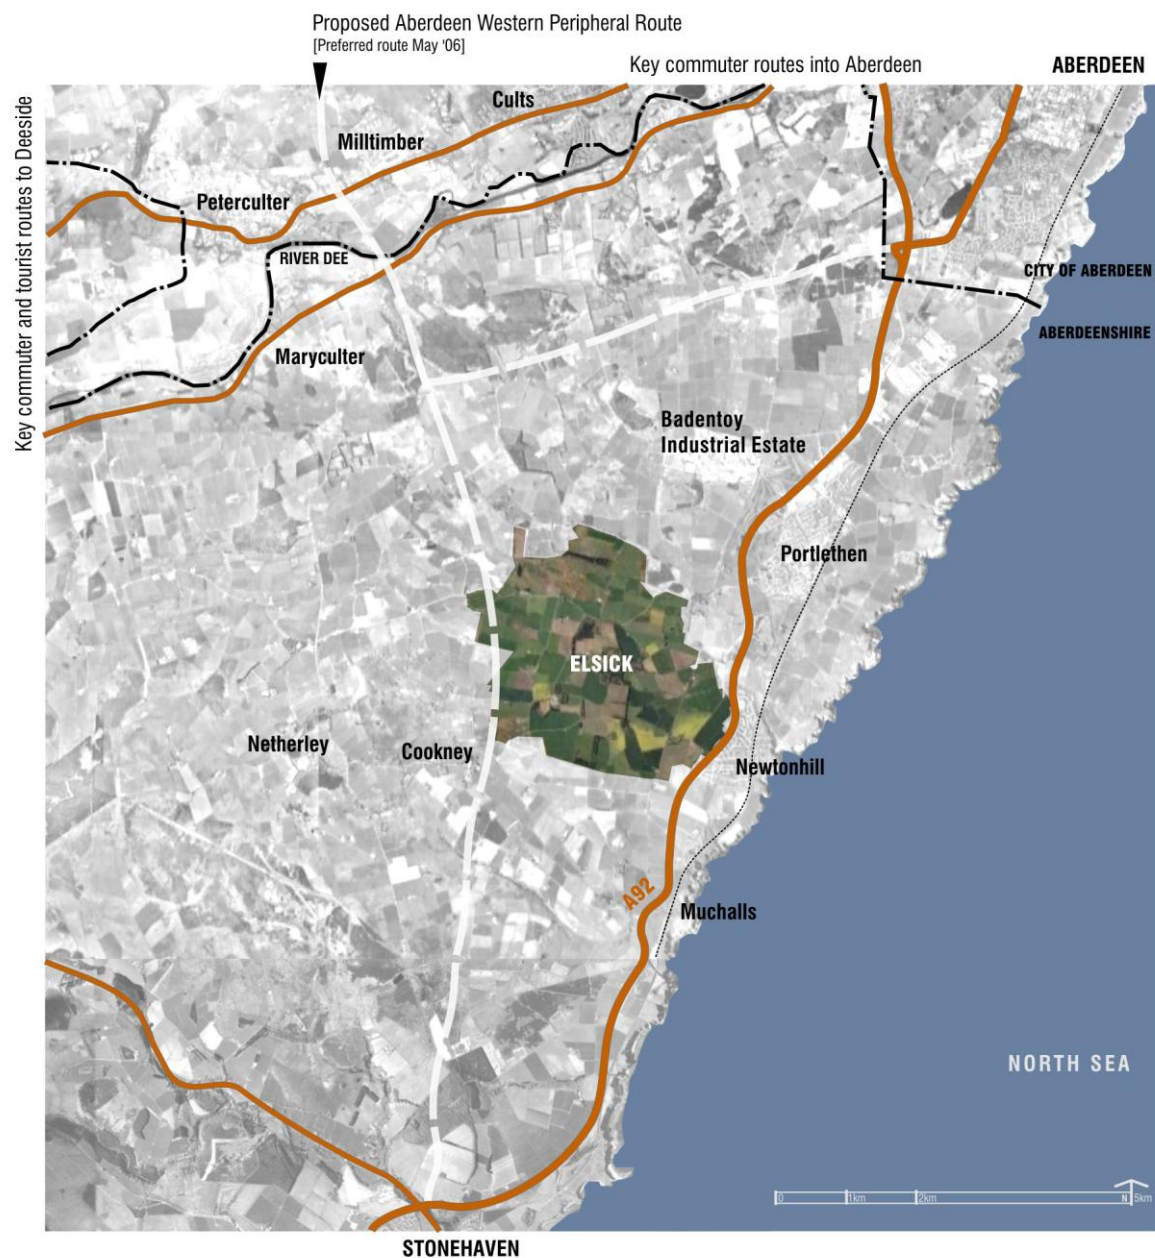 Proposed Aberdeen Western Peripheral Route
[Preferred route May '06]
Key commuter routes into Aberdeen
ABERDEEN
Key commuter and tourist routes to Deeside
Cults
Milltimber
Peterculter
RIVER DEE
CITY OF ABERDEEN
ABERDEENSHIRE
Maryculter
Badentoy
Industrial Estate
Portlethen
ELSICK
Netherley
Cookney
Newtonhill
A92
Muchalls
NORTH SEA
0 1km 2km N 5km
STONEHAVEN